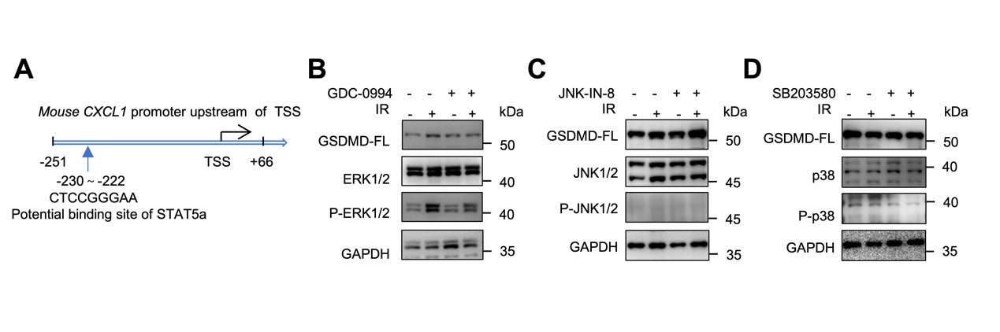 A
Mouse CXCL1 promoter upstream of TSS
-251
TSS
+66
-230 ~ -222
CTCCGGGAA
Potential binding site of STAT5a
B
GDC-0994 - - + +
IR - + - + kDa
GSDMD-FL 50
ERK1/2 40
P-ERK1/2 40
GAPDH 35
C
JNK-IN-8 - - + +
IR - + - + kDa
GSDMD-FL 50
JNK1/2 45
P-JNK1/2 45
GAPDH 35
D
SB203580 - - + +
IR - + - + kDa
GSDMD-FL 50
p38 40
P-p38 40
GAPDH 35